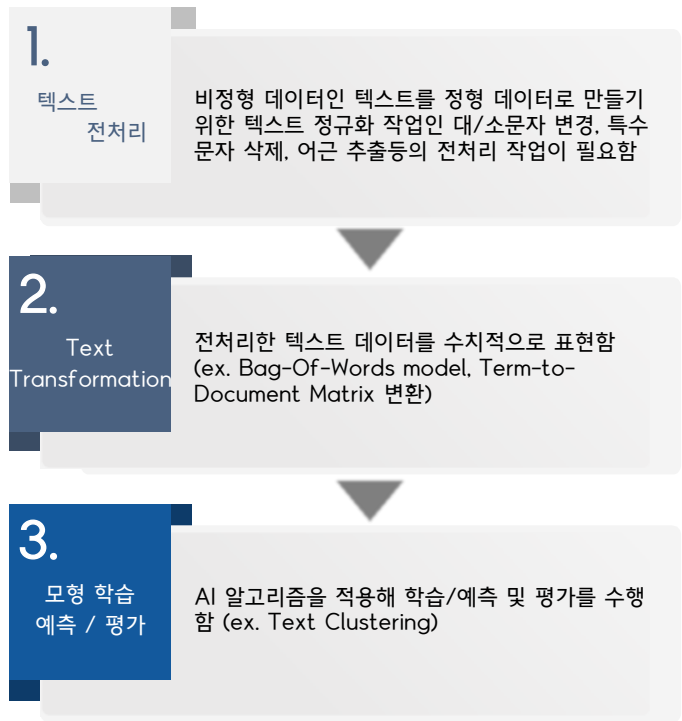 1.
텍스트
전처리
비정형 데이터인 텍스트를 정형 데이터로 만들기
위한 텍스트 정규화 작업인 대/소문자 변경, 특수
문자 삭제, 어근 추출등의 전처리 작업이 필요함
2.
Text
Transformation
전처리한 텍스트 데이터를 수치적으로 표현함
(ex. Bag-Of-Words model, Term-to-
Document Matrix 변환)
3.
모형 학습
예측 / 평가
AI 알고리즘을 적용해 학습/예측 및 평가를 수행
함 (ex. Text Clustering)